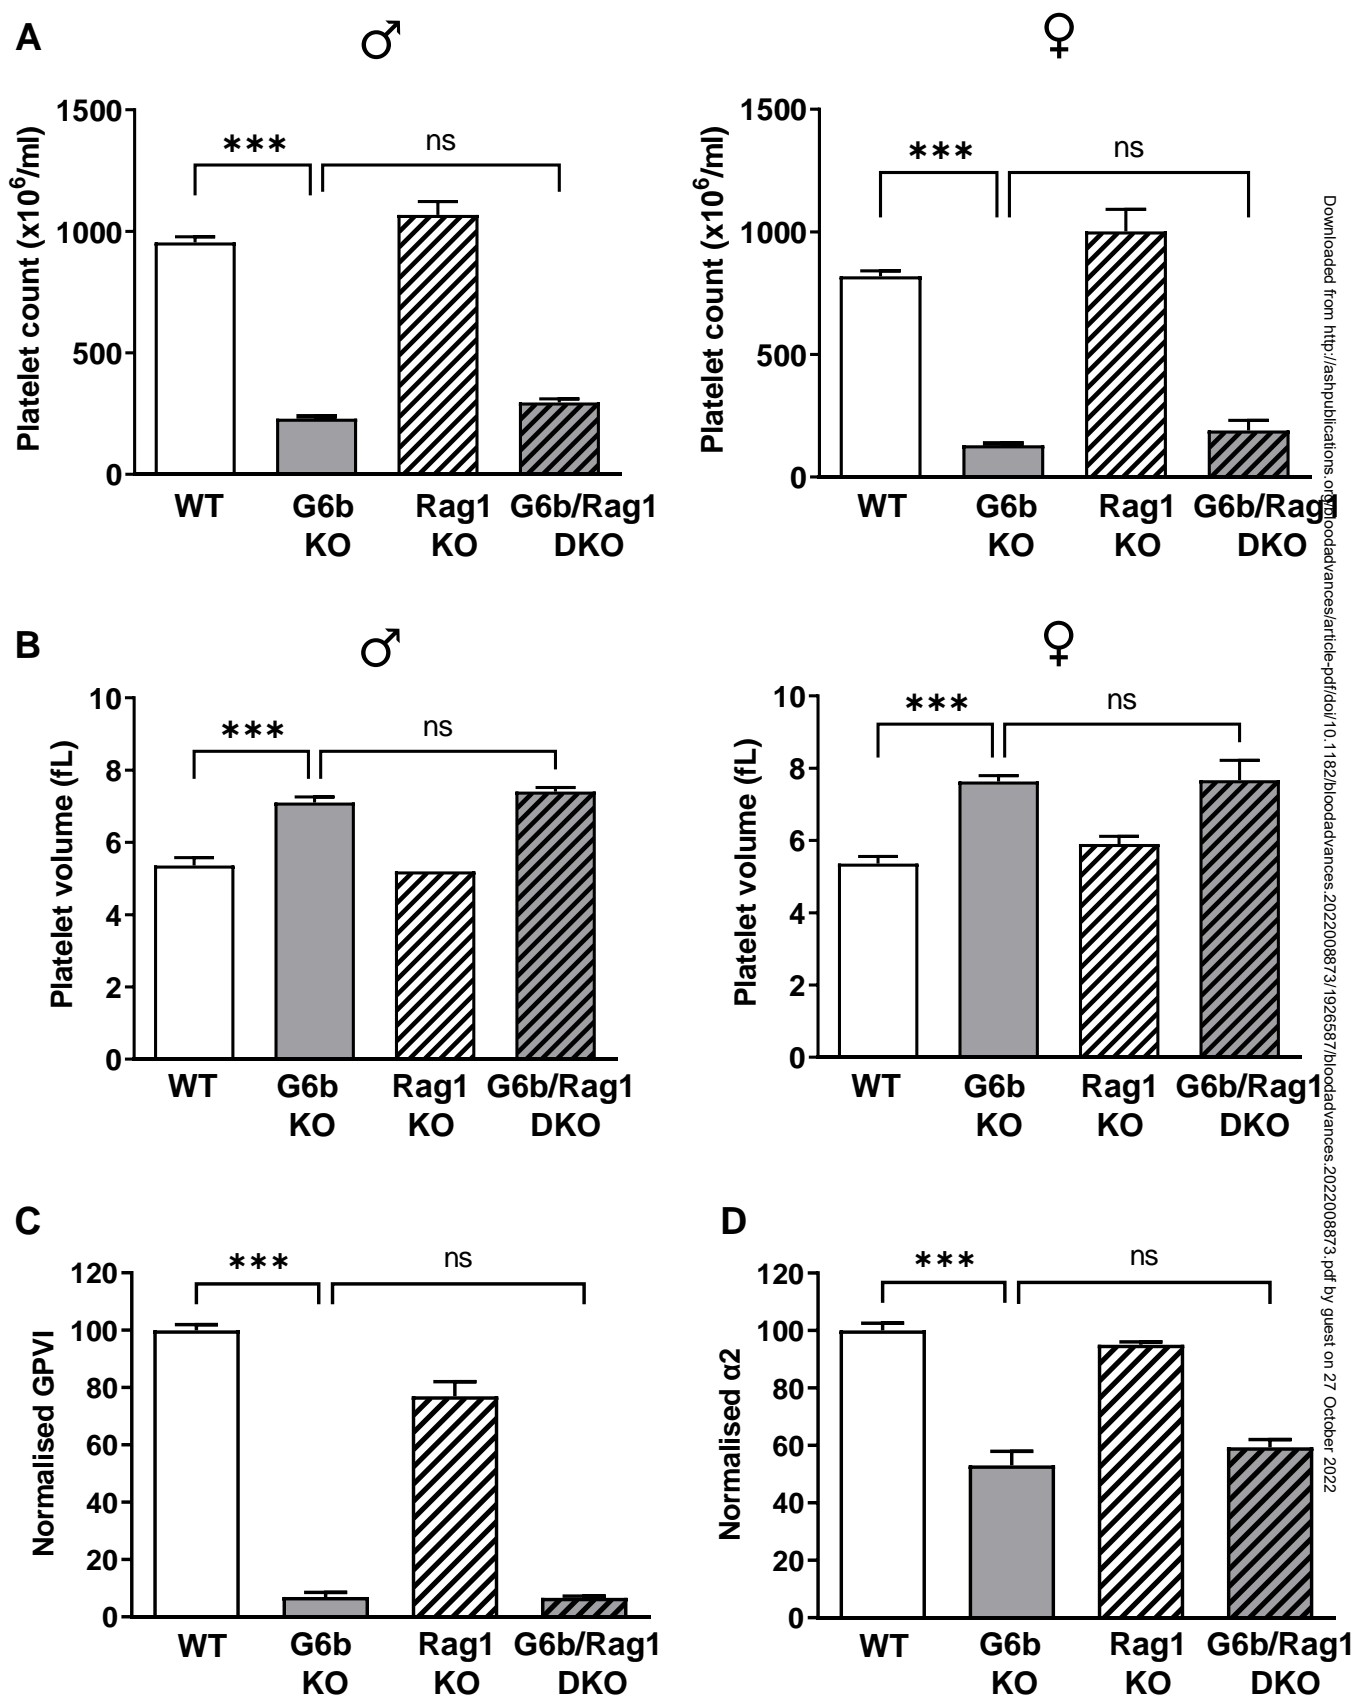 A
♂
♀
1500
1000
500
0
Platelet count (x10⁶/ml)
***
ns
WT
G6b
KO
Rag1
KO
G6b/Rag1
DKO
1500
1000
500
0
Platelet count (x10⁶/ml)
***
ns
WT
G6b
KO
Rag1
KO
G6b/Rag1
DKO
B
♂
♀
10
8
6
4
2
0
Platelet volume (fL)
***
ns
WT
G6b
KO
Rag1
KO
G6b/Rag1
DKO
10
8
6
4
2
0
Platelet volume (fL)
***
ns
WT
G6b
KO
Rag1
KO
G6b/Rag1
DKO
C
120
100
80
60
40
20
0
Normalised GPVI
***
ns
WT
G6b
KO
Rag1
KO
G6b/Rag1
DKO
D
120
100
80
60
40
20
0
Normalised α2
***
ns
WT
G6b
KO
Rag1
KO
G6b/Rag1
DKO
Downloaded from http://ashpublications.org/bloodadvances/article-pdf/doi/10.1182/bloodadvances.2022008873/1926587/bloodadvances.2022008873.pdf by guest on 27 October 2022